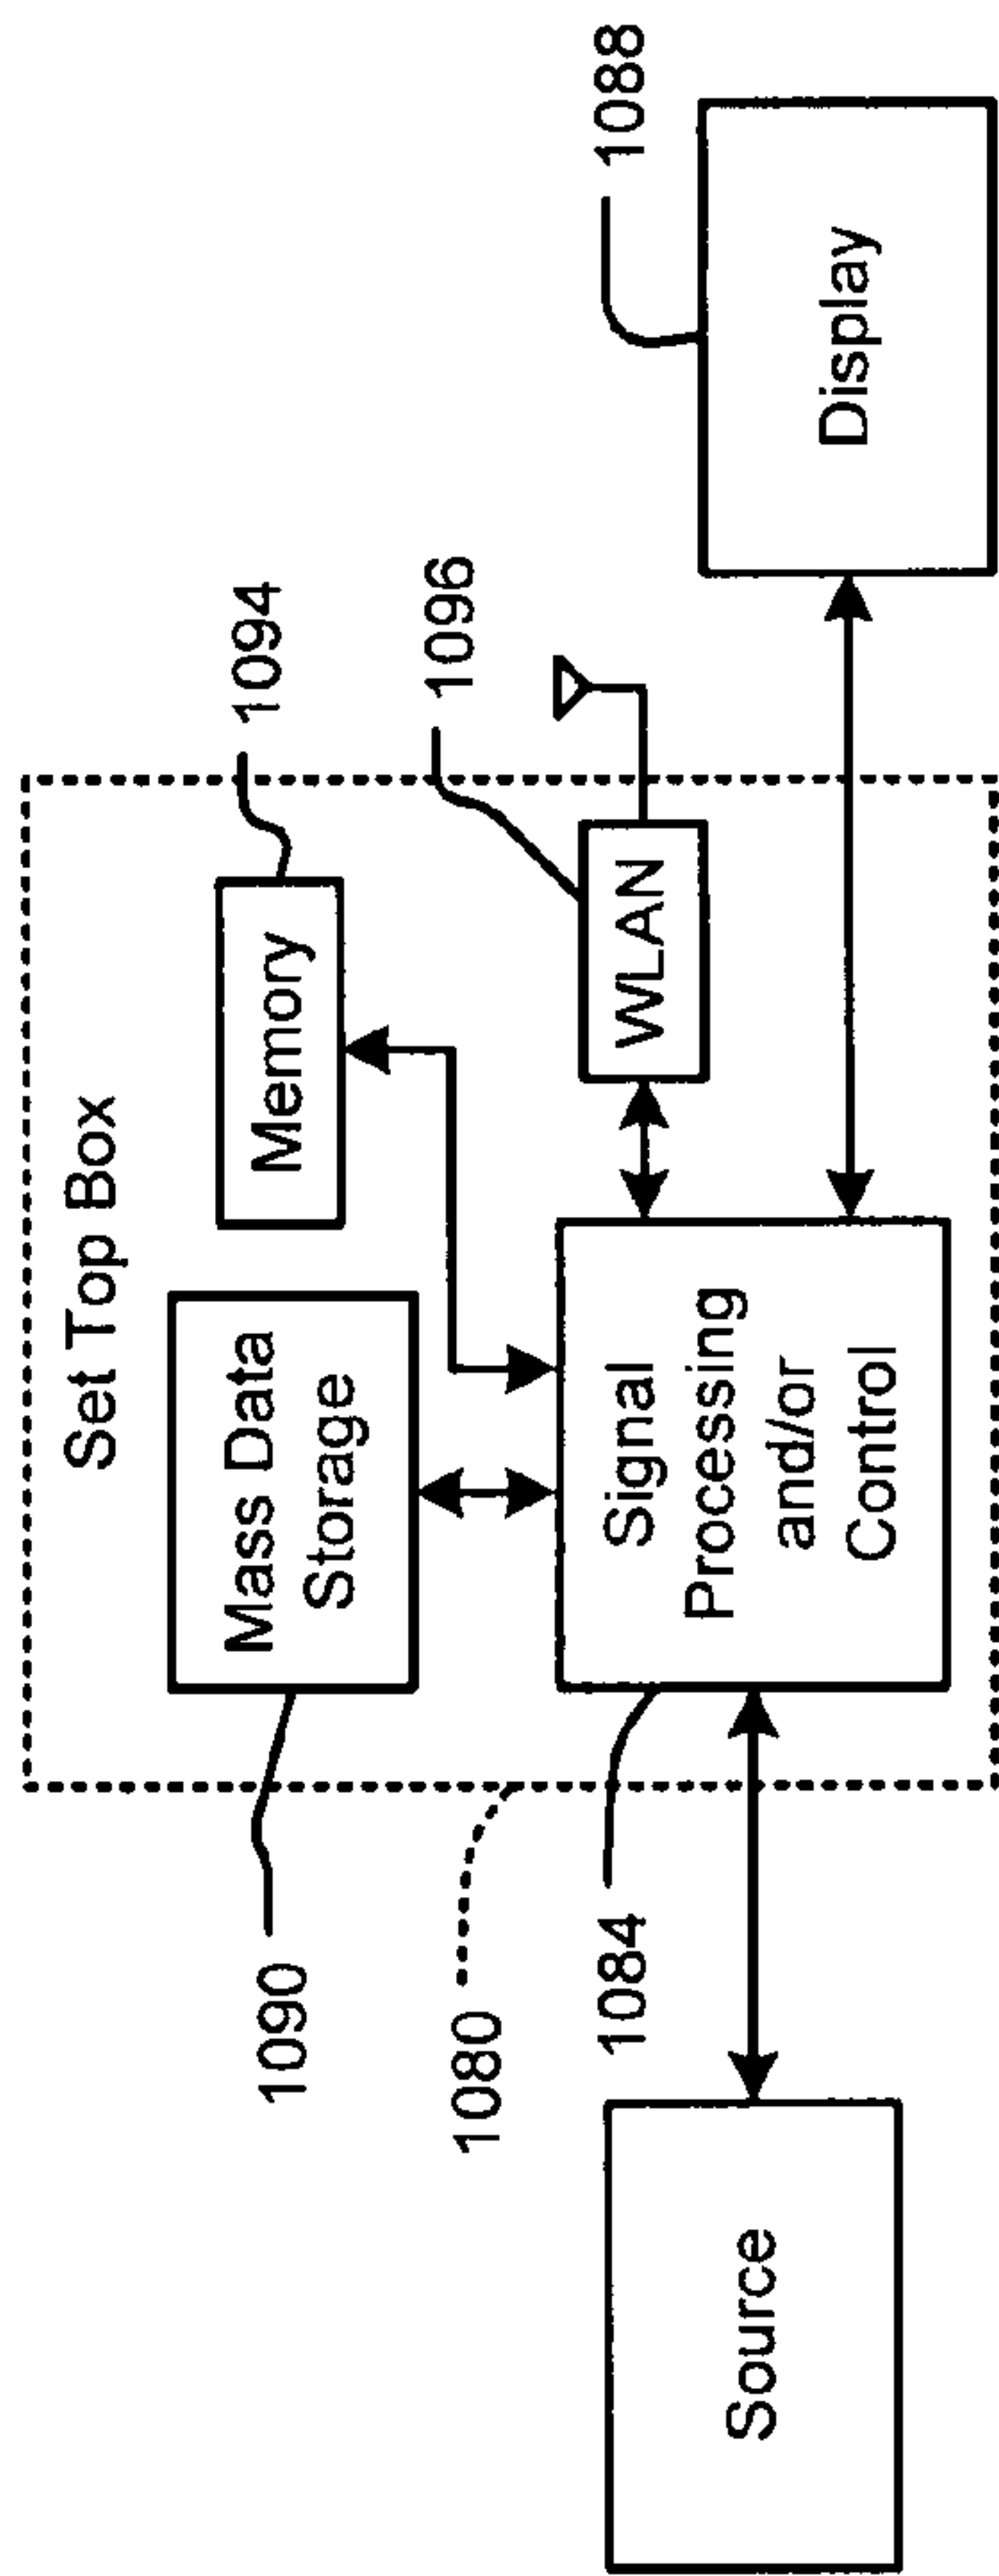 Set Top Box
1090
Mass Data
Storage
Memory
1094
1080
1084
Signal
Processing
and/or
Control
WLAN
1096
1088
Source
Display